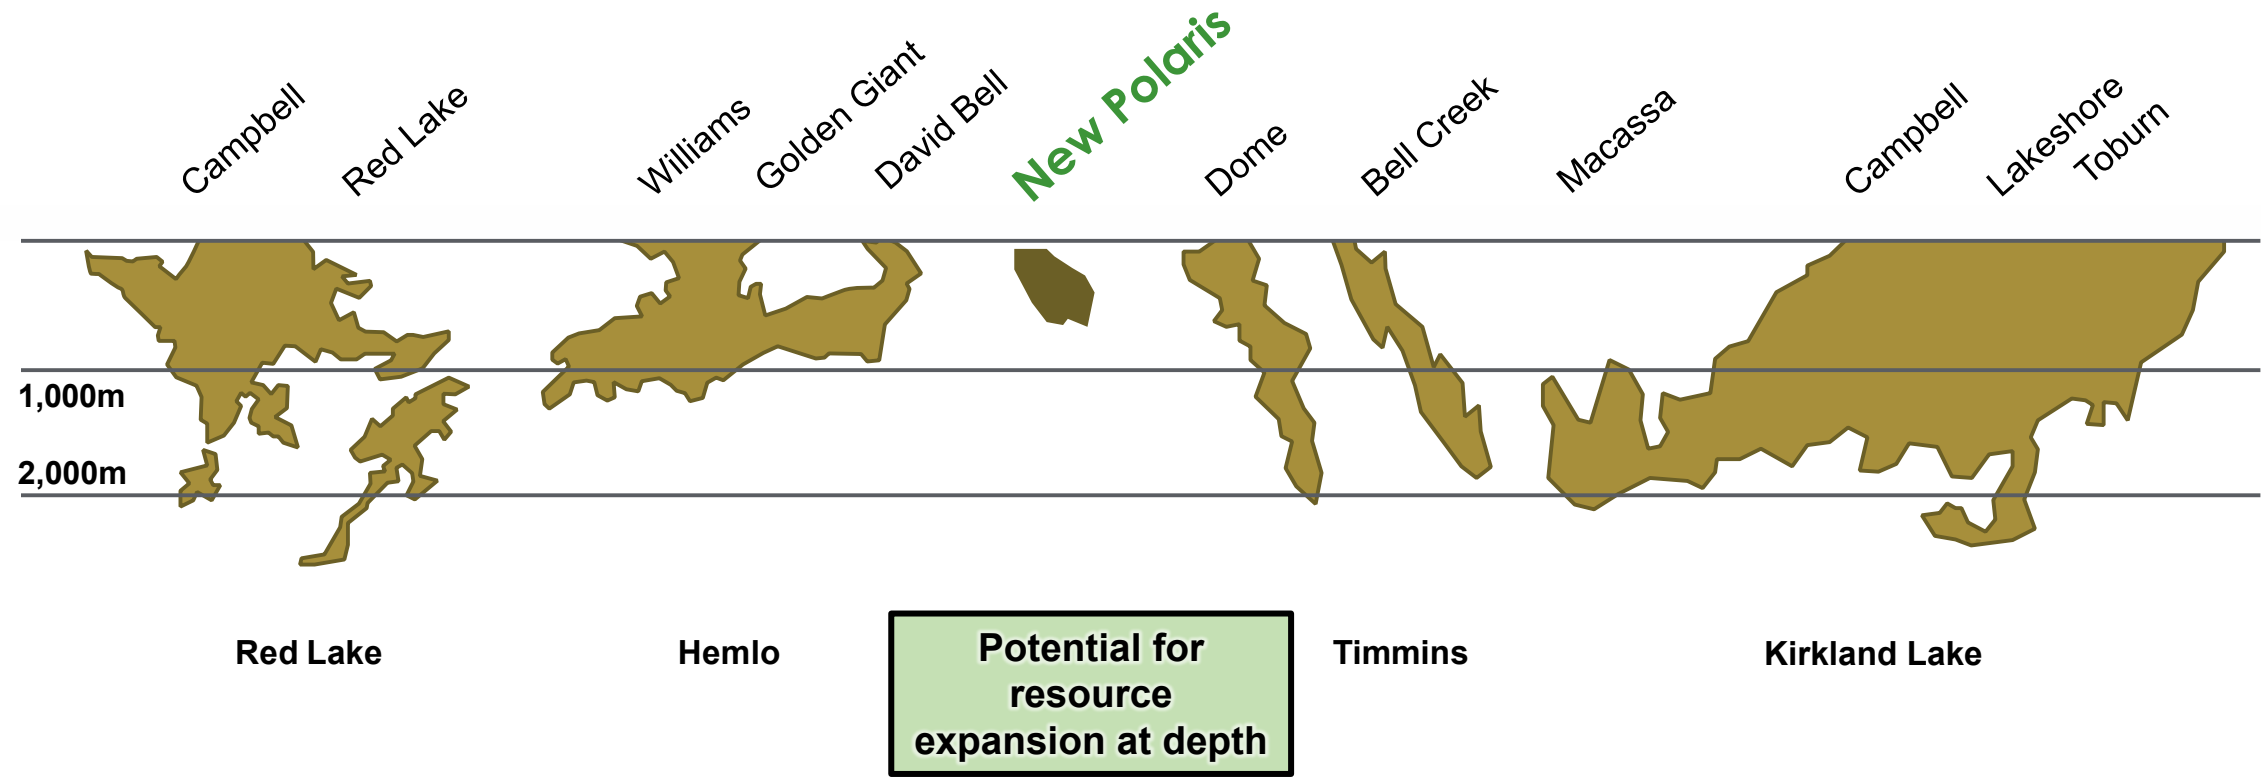 Campbell
Red Lake
Williams
Golden Giant
David Bell
New Polaris
Dome
Bell Creek
Macassa
Campbell
Lakeshore
Toburn
1,000m
2,000m
Red Lake
Hemlo
Potential for
resource
expansion at depth
Timmins
Kirkland Lake